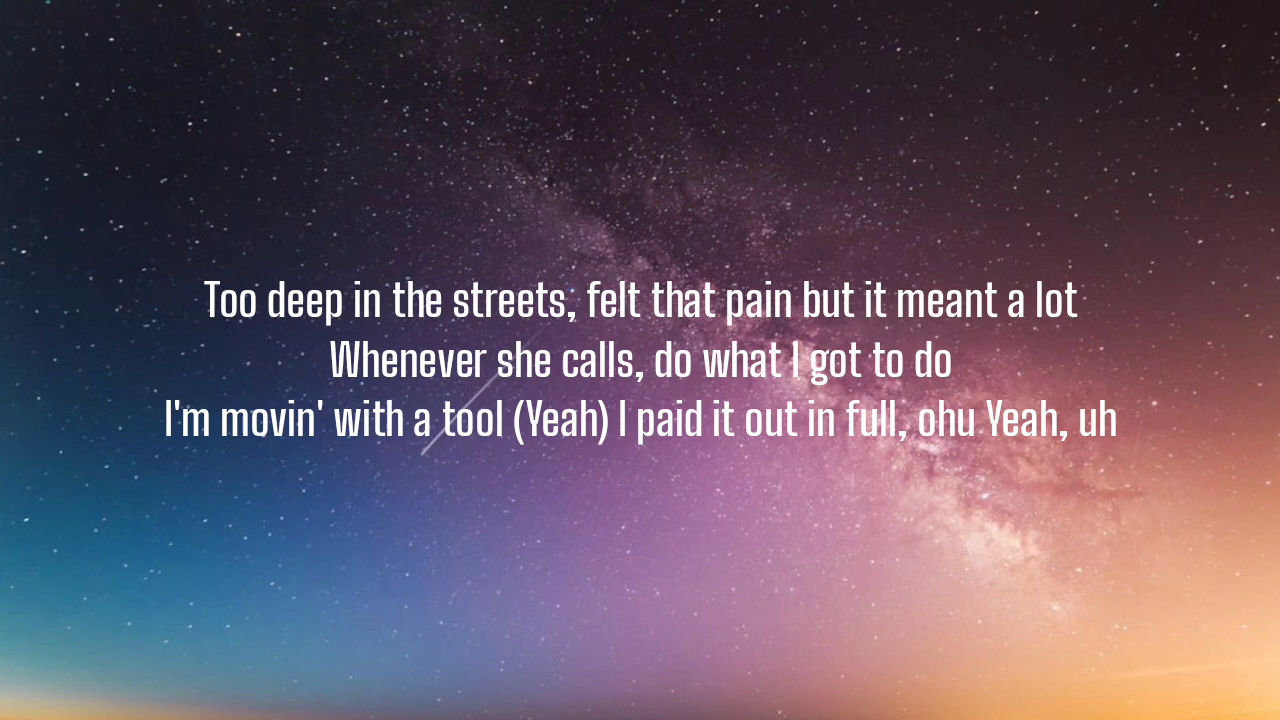 Too deep in the streets, felt that pain but it meant a lot
Whenever she calls, do what I got to do
I'm movin' with a tool (Yeah) I paid it out in full, ohu Yeah, uh